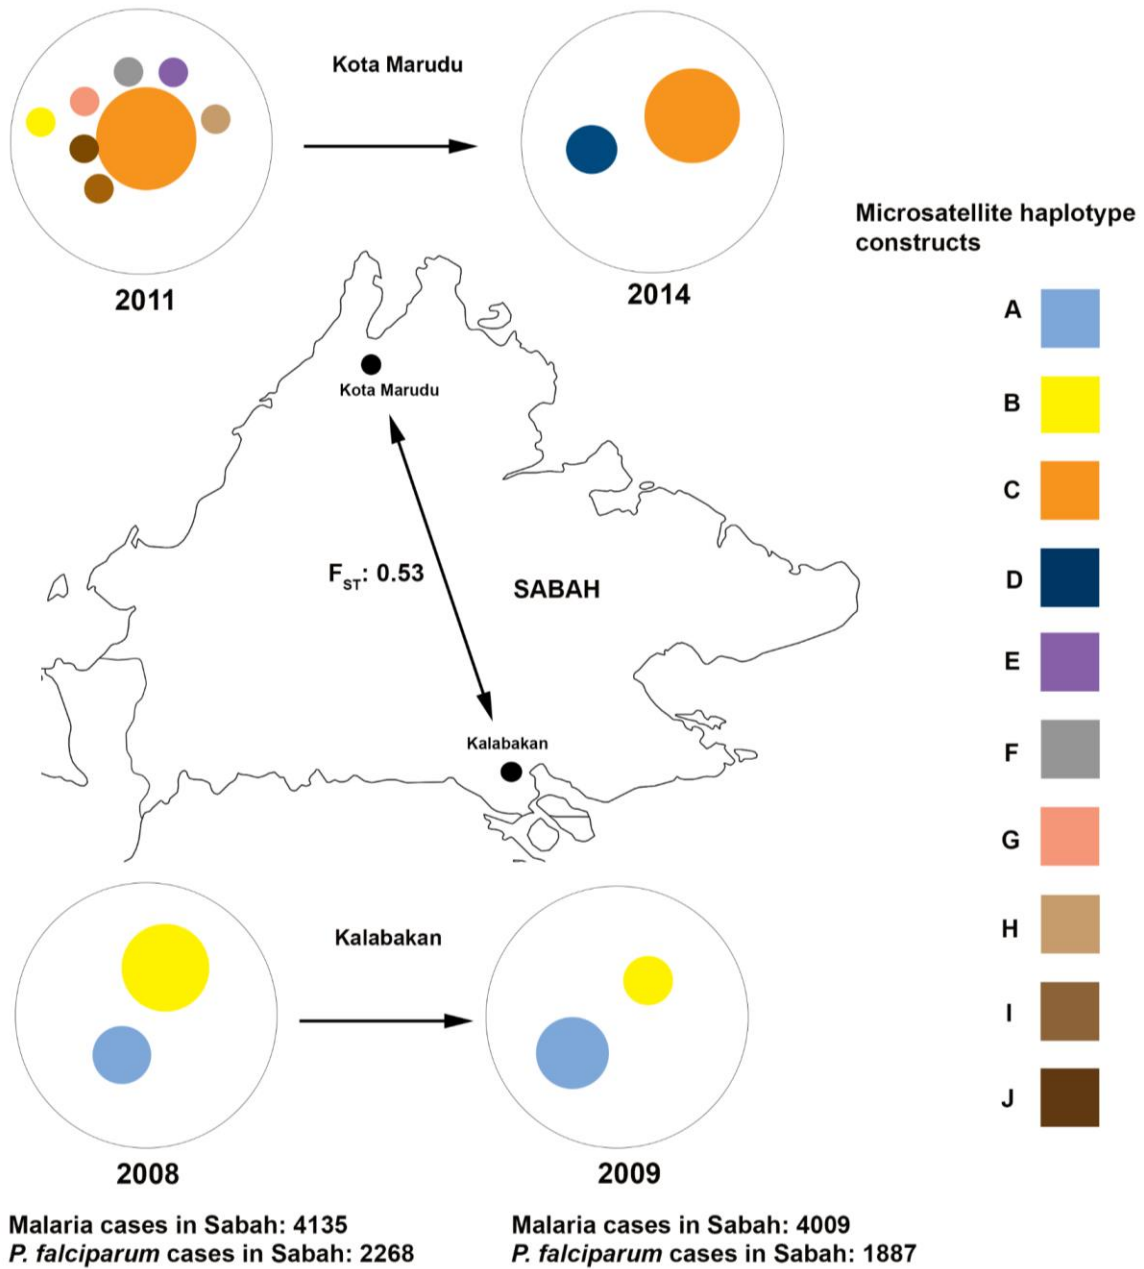 Kota Marudu
2011
2014
Microsatellite haplotype
constructs
A
B
C
D
E
F
G
H
I
J
Kota Marudu
FST: 0.53
SABAH
Kalabakan
Kalabakan
2008
2009
Malaria cases in Sabah: 4135
P. falciparum cases in Sabah: 2268
Malaria cases in Sabah: 4009
P. falciparum cases in Sabah: 1887